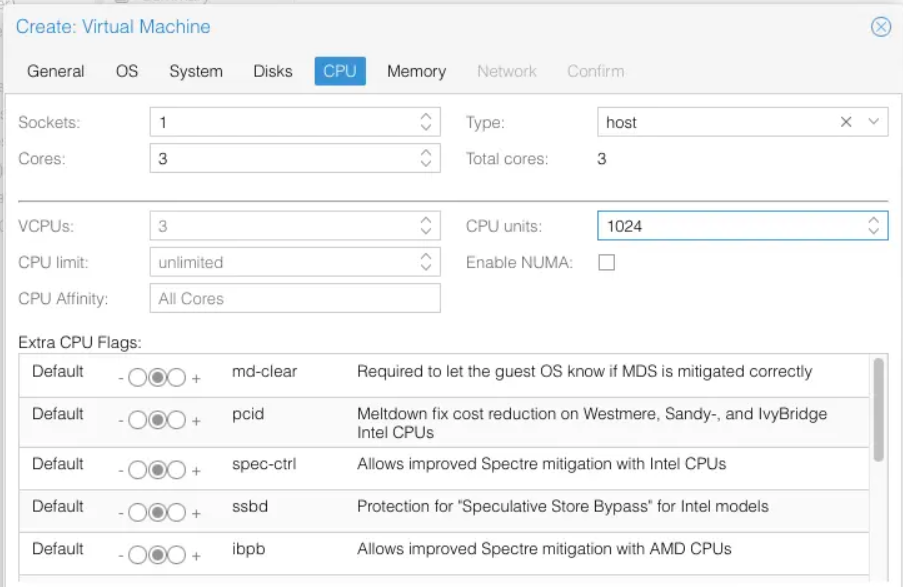 Create: Virtual Machine
General OS System Disks CPU Memory Network Confirm
Sockets: 1 Type: host
Cores: 3 Total cores: 3
VCPUs: 3 CPU units: 1024
CPU limit: unlimited Enable NUMA:
CPU Affinity: All Cores
Extra CPU Flags:
Default - + md-clear Required to let the guest OS know if MDS is mitigated correctly
Default - + pcid Meltdown fix cost reduction on Westmere, Sandy-, and IvyBridge
Intel CPUs
Default - + spec-ctrl Allows improved Spectre mitigation with Intel CPUs
Default - + ssbd Protection for "Speculative Store Bypass" for Intel models
Default - + ibpb Allows improved Spectre mitigation with AMD CPUs